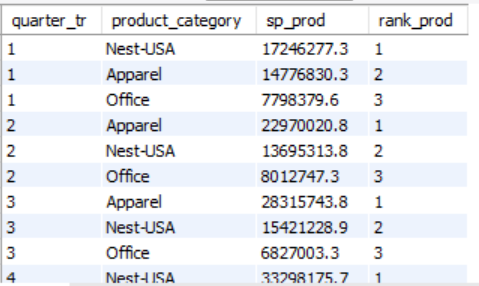 quarter_tr product_category sp_prod rank_prod
1 Nest-USA 17246277.3 1
1 Apparel 14776830.3 2
1 Office 7798379.6 3
2 Apparel 22970020.8 1
2 Nest-USA 13695313.8 2
2 Office 8012747.3 3
3 Apparel 28315743.8 1
3 Nest-USA 15421228.9 2
3 Office 6827003.3 3
4 Nest-USA 33298175.7 1